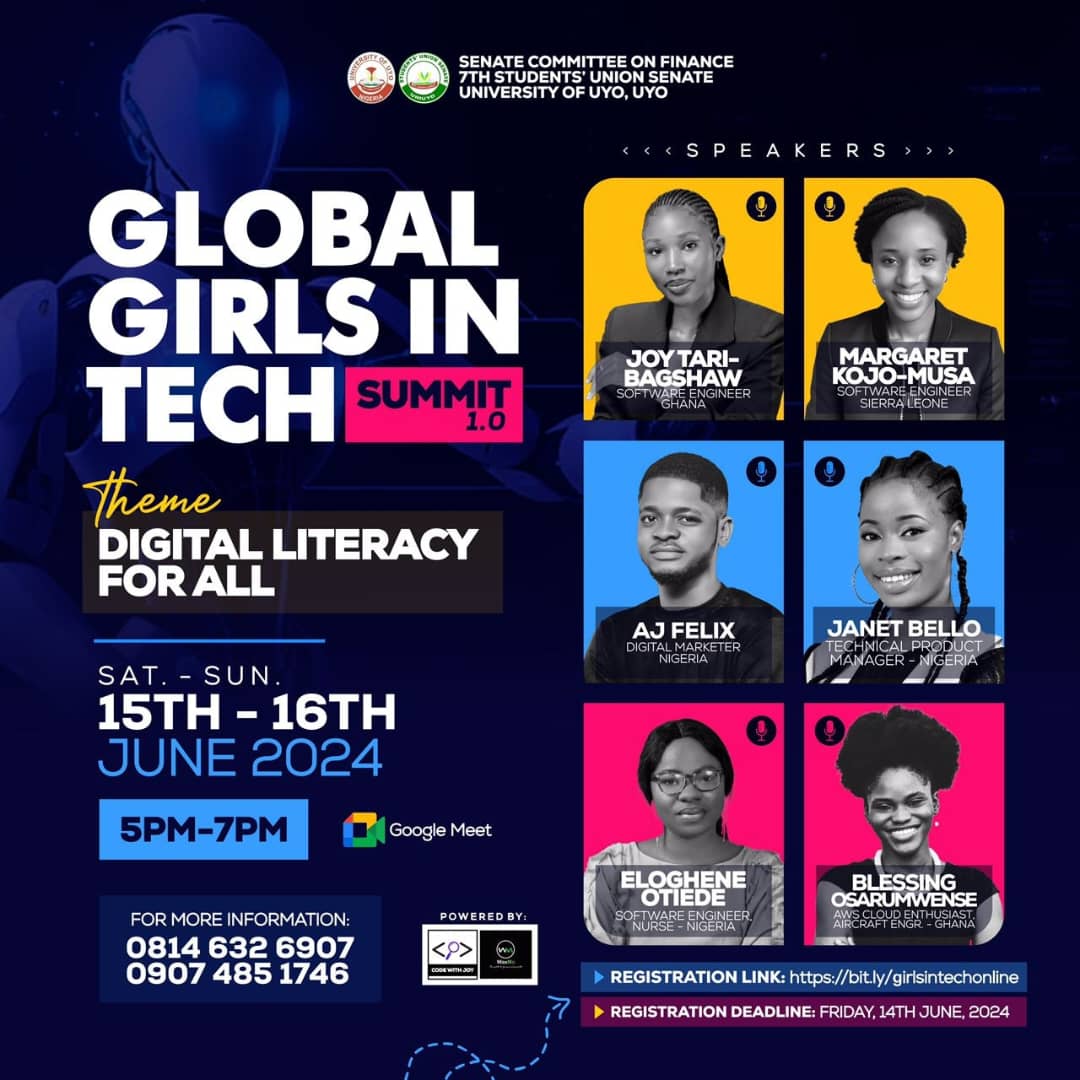 SENATE COMMITTEE ON FINANCE
7TH STUDENTS' UNION SENATE
UNIVERSITY OF UYO, UYO
GLOBAL
GIRLS IN
TECH
SUMMIT
1.0
Theme
DIGITAL LITERACY
FOR ALL
SAT. - SUN.
15TH - 16TH
JUNE 2024
5PM-7PM
Google Meet
FOR MORE INFORMATION:
0814 632 6907
0907 485 1746
POWERED BY:
CODE WITH JOY
< < < SPEAKERS > > >
JOY TARI-
BAGSHAW
SOFTWARE ENGINEER
GHANA
MARGARET
KOJO-MUSA
SOFTWARE ENGINEER
SIERRA LEONE
AJ FELIX
DIGITAL MARKETER
NIGERIA
JANET BELLO
TECHNICAL PRODUCT
MANAGER - NIGERIA
ELOGHENE
OTIEDE
SOFTWARE ENGINEER,
NURSE - NIGERIA
BLESSING
OSARUMWENSE
AWS CLOUD ENTHUSIAST,
AIRCRAFT ENGR. - GHANA
REGISTRATION LINK: https://bit.ly/girlsintechonline
REGISTRATION DEADLINE: FRIDAY, 14TH JUNE, 2024